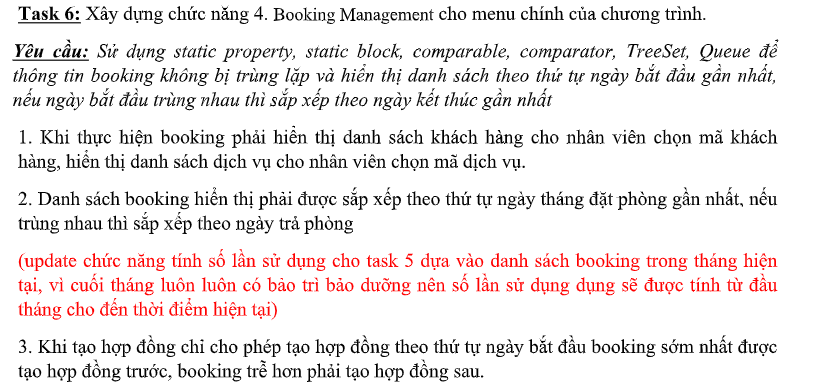 Task 6: Xây dựng chức năng 4. Booking Management cho menu chính của chương trình.
Yêu cầu: Sử dụng static property, static block, comparable, comparator, TreeSet, Queue để
thông tin booking không bị trùng lặp và hiển thị danh sách theo thứ tự ngày bắt đầu gần nhất,
nếu ngày bắt đầu trùng nhau thì sắp xếp theo ngày kết thúc gần nhất
1. Khi thực hiện booking phải hiển thị danh sách khách hàng cho nhân viên chọn mã khách
hàng, hiển thị danh sách dịch vụ cho nhân viên chọn mã dịch vụ.
2. Danh sách booking hiển thị phải được sắp xếp theo thứ tự ngày tháng đặt phòng gần nhất, nếu
trùng nhau thì sắp xếp theo ngày trả phòng
(update chức năng tính số lần sử dụng cho task 5 dựa vào danh sách booking trong tháng hiện
tại, vì cuối tháng luôn luôn có bảo trì bảo dưỡng nên số lần sử dụng dụng sẽ được tính từ đầu
tháng cho đến thời điểm hiện tại)
3. Khi tạo hợp đồng chỉ cho phép tạo hợp đồng theo thứ tự ngày bắt đầu booking sớm nhất được
tạo hợp đồng trước, booking trễ hơn phải tạo hợp đồng sau.